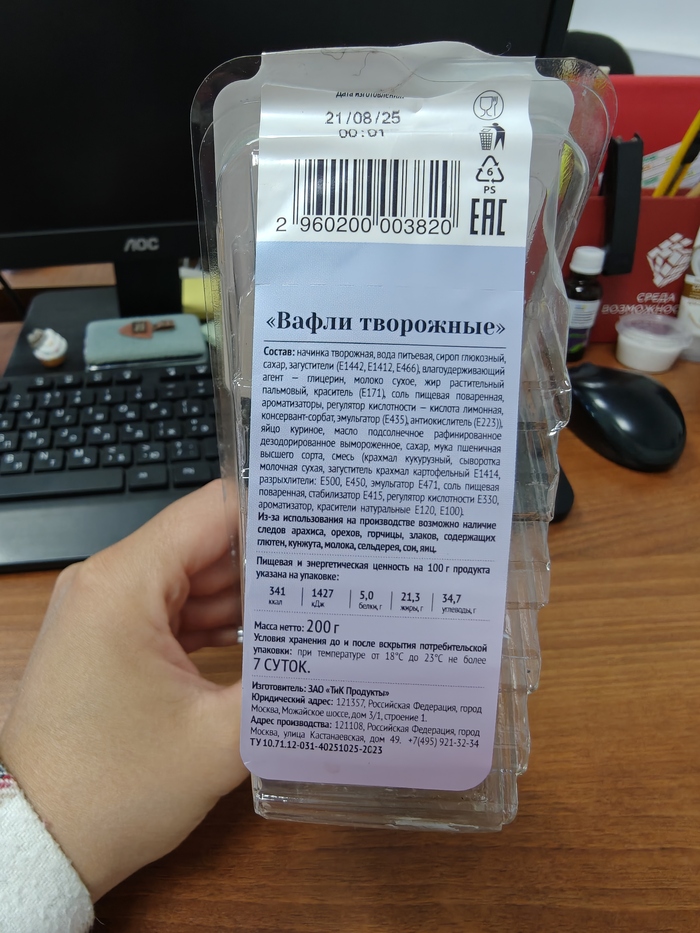 Дата изготовления:
21/08/25
00:01
6
PS
2 960200 003820
EAC
«Вафли творожные»
Состав: начинка творожная, вода питьевая, сироп глюкозный,
сахар, загустители (Е1442, Е1412, Е466), влагоудерживающий
агент — глицерин, молоко сухое, жир растительный
пальмовый, краситель (Е171), соль пищевая поваренная,
ароматизаторы, регулятор кислотности — кислота лимонная,
консервант-сорбат, эмульгатор (Е435), антиокислитель (Е223)),
яйцо куриное, масло подсолнечное рафинированное
дезодорированное вымороженное, сахар, мука пшеничная
высшего сорта, смесь (крахмал кукурузный, сыворотка
молочная сухая, загуститель крахмал картофельный Е1414,
разрыхлители: Е500, Е450, эмульгатор Е471, соль пищевая
поваренная, стабилизатор Е415, регулятор кислотности Е330,
ароматизатор, красители натуральные Е120, Е100).
Из-за использования на производстве возможно наличие
следов арахиса, орехов, горчицы, злаков, содержащих
глютен, кунжута, молока, сельдерея, сои, яиц.
Пищевая и энергетическая ценность на 100 г продукта
указана на упаковке:
341 1427 5,0 21,3 34,7
ккал кДж белки, г жиры, г углеводы, г
Масса нетто: 200 г
Условия хранения до и после вскрытия потребительской
упаковки: при температуре от 18°С до 23°С не более
7 СУТОК.
Изготовитель: ЗАО «ТиК Продукты»
Юридический адрес: 121357, Российская Федерация, город
Москва, Можайское шоссе, дом 3/1, строение 1.
Адрес производства: 121108, Российская Федерация, город
Москва, улица Кастанаевская, дом 49. +7(495) 921-32-34
ТУ 10.71.12-031-40251025-2023
AOC
СРЕДА
ВОЗМОЖНОС